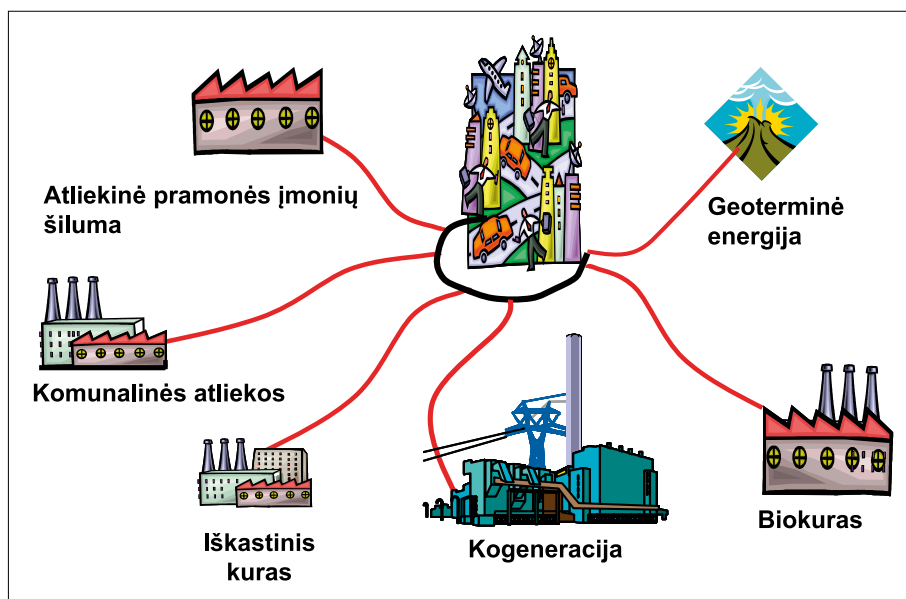 Atliekinė pramonės įmonių
šiluma
Geoterminė
energija
Komunalinės atliekos
Iškastinis
kuras
Kogeneracija
Biokuras